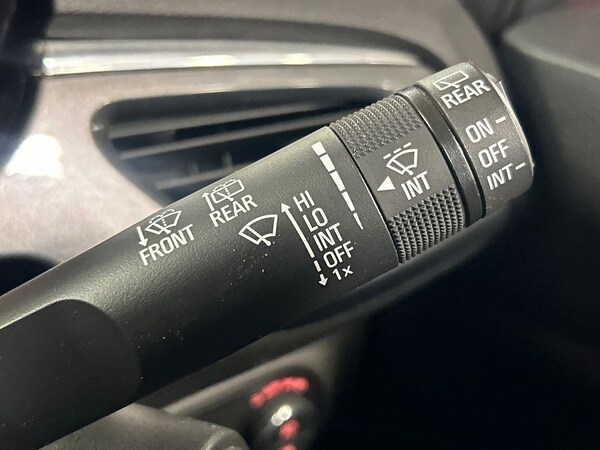 FRONT
REAR
HI
LO
INT
OFF
1x
INT
REAR
ON
OFF
INT